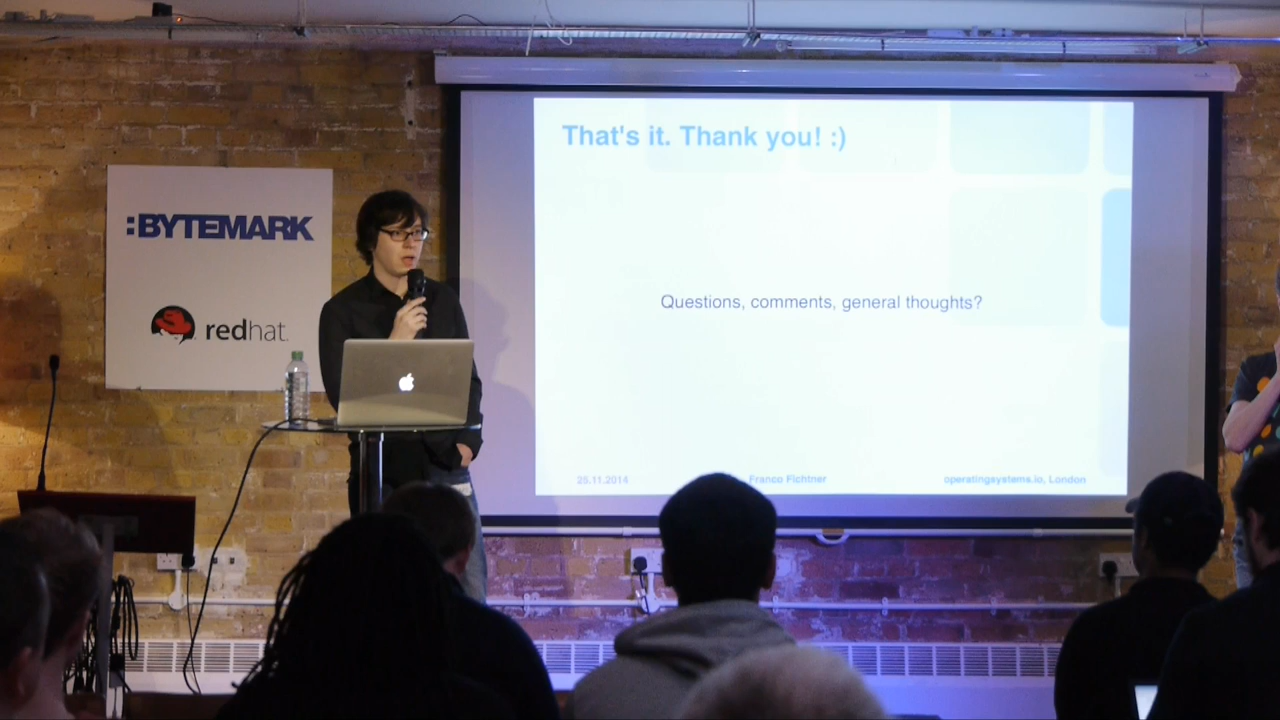 :BYTEMARK
redhat.
That's it. Thank you! :)
Questions, comments, general thoughts?
25.11.2014 Franco Fichtner operatingsystems.io, London